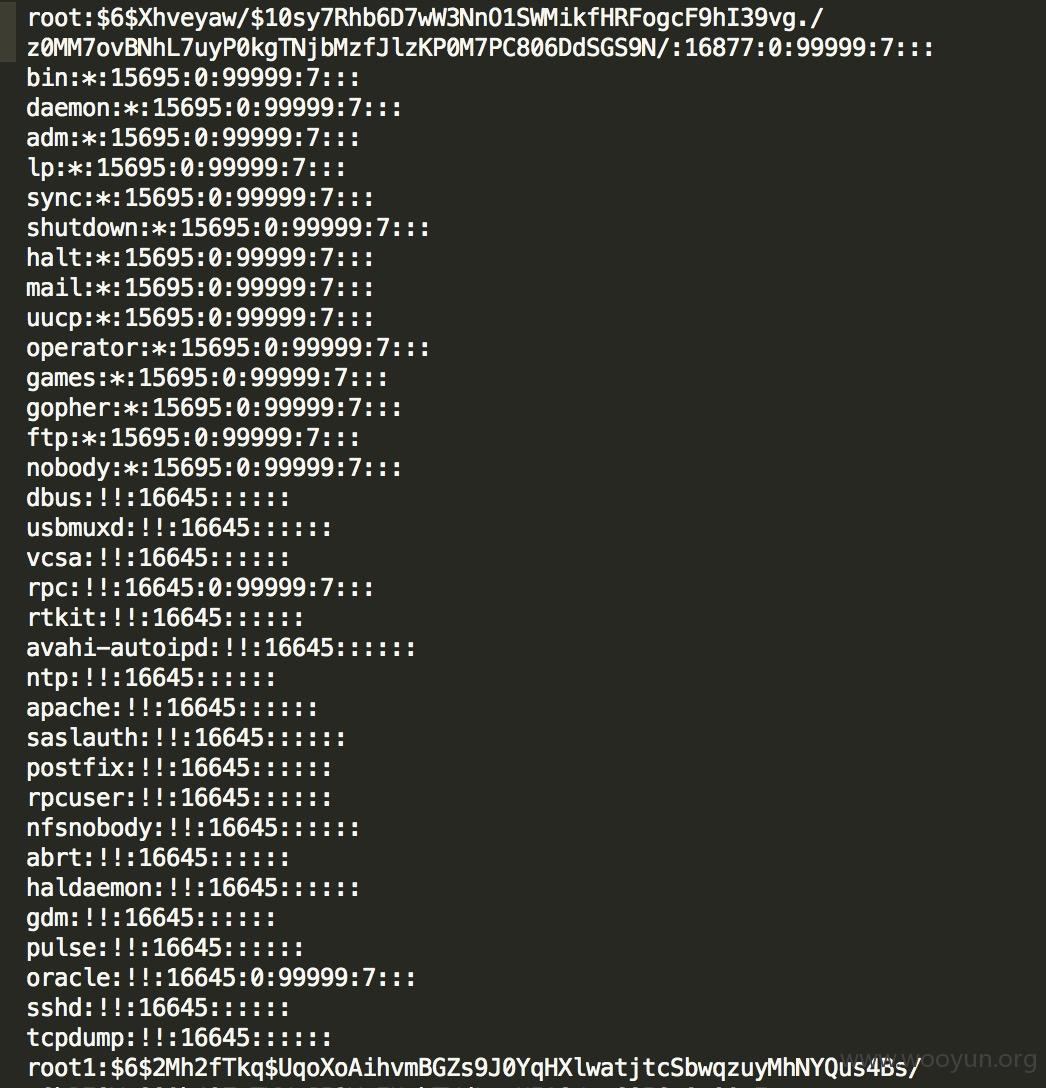 root:$6$Xhveyaw/$10sy7Rhb6D7wW3NnO1SWMikfHRFogcF9hI39vg./
z0MM7ovBNhL7uyP0kgTNjbMzfJlzKP0M7PC806DdSGS9N/:16877:0:99999:7:::
bin:*:15695:0:99999:7:::
daemon:*:15695:0:99999:7:::
adm:*:15695:0:99999:7:::
lp:*:15695:0:99999:7:::
sync:*:15695:0:99999:7:::
shutdown:*:15695:0:99999:7:::
halt:*:15695:0:99999:7:::
mail:*:15695:0:99999:7:::
uucp:*:15695:0:99999:7:::
operator:*:15695:0:99999:7:::
games:*:15695:0:99999:7:::
gopher:*:15695:0:99999:7:::
ftp:*:15695:0:99999:7:::
nobody:*:15695:0:99999:7:::
dbus:!!:16645::::::
usbmuxd:!!:16645::::::
vcsa:!!:16645::::::
rpc:!!:16645:0:99999:7:::
rtkit:!!:16645::::::
avahi-autoipd:!!:16645::::::
ntp:!!:16645::::::
apache:!!:16645::::::
saslauth:!!:16645::::::
postfix:!!:16645::::::
rpcuser:!!:16645::::::
nfsnobody:!!:16645::::::
abrt:!!:16645::::::
haldaemon:!!:16645::::::
gdm:!!:16645::::::
pulse:!!:16645::::::
oracle:!!:16645:0:99999:7:::
sshd:!!:16645::::::
tcpdump:!!:16645::::::
root1:$6$2Mh2fTkq$UqoXoAihvmBGZs9J0YqHXlwatjtcSbwqzuyMhNYQus4Bs/
www.wooyun.org